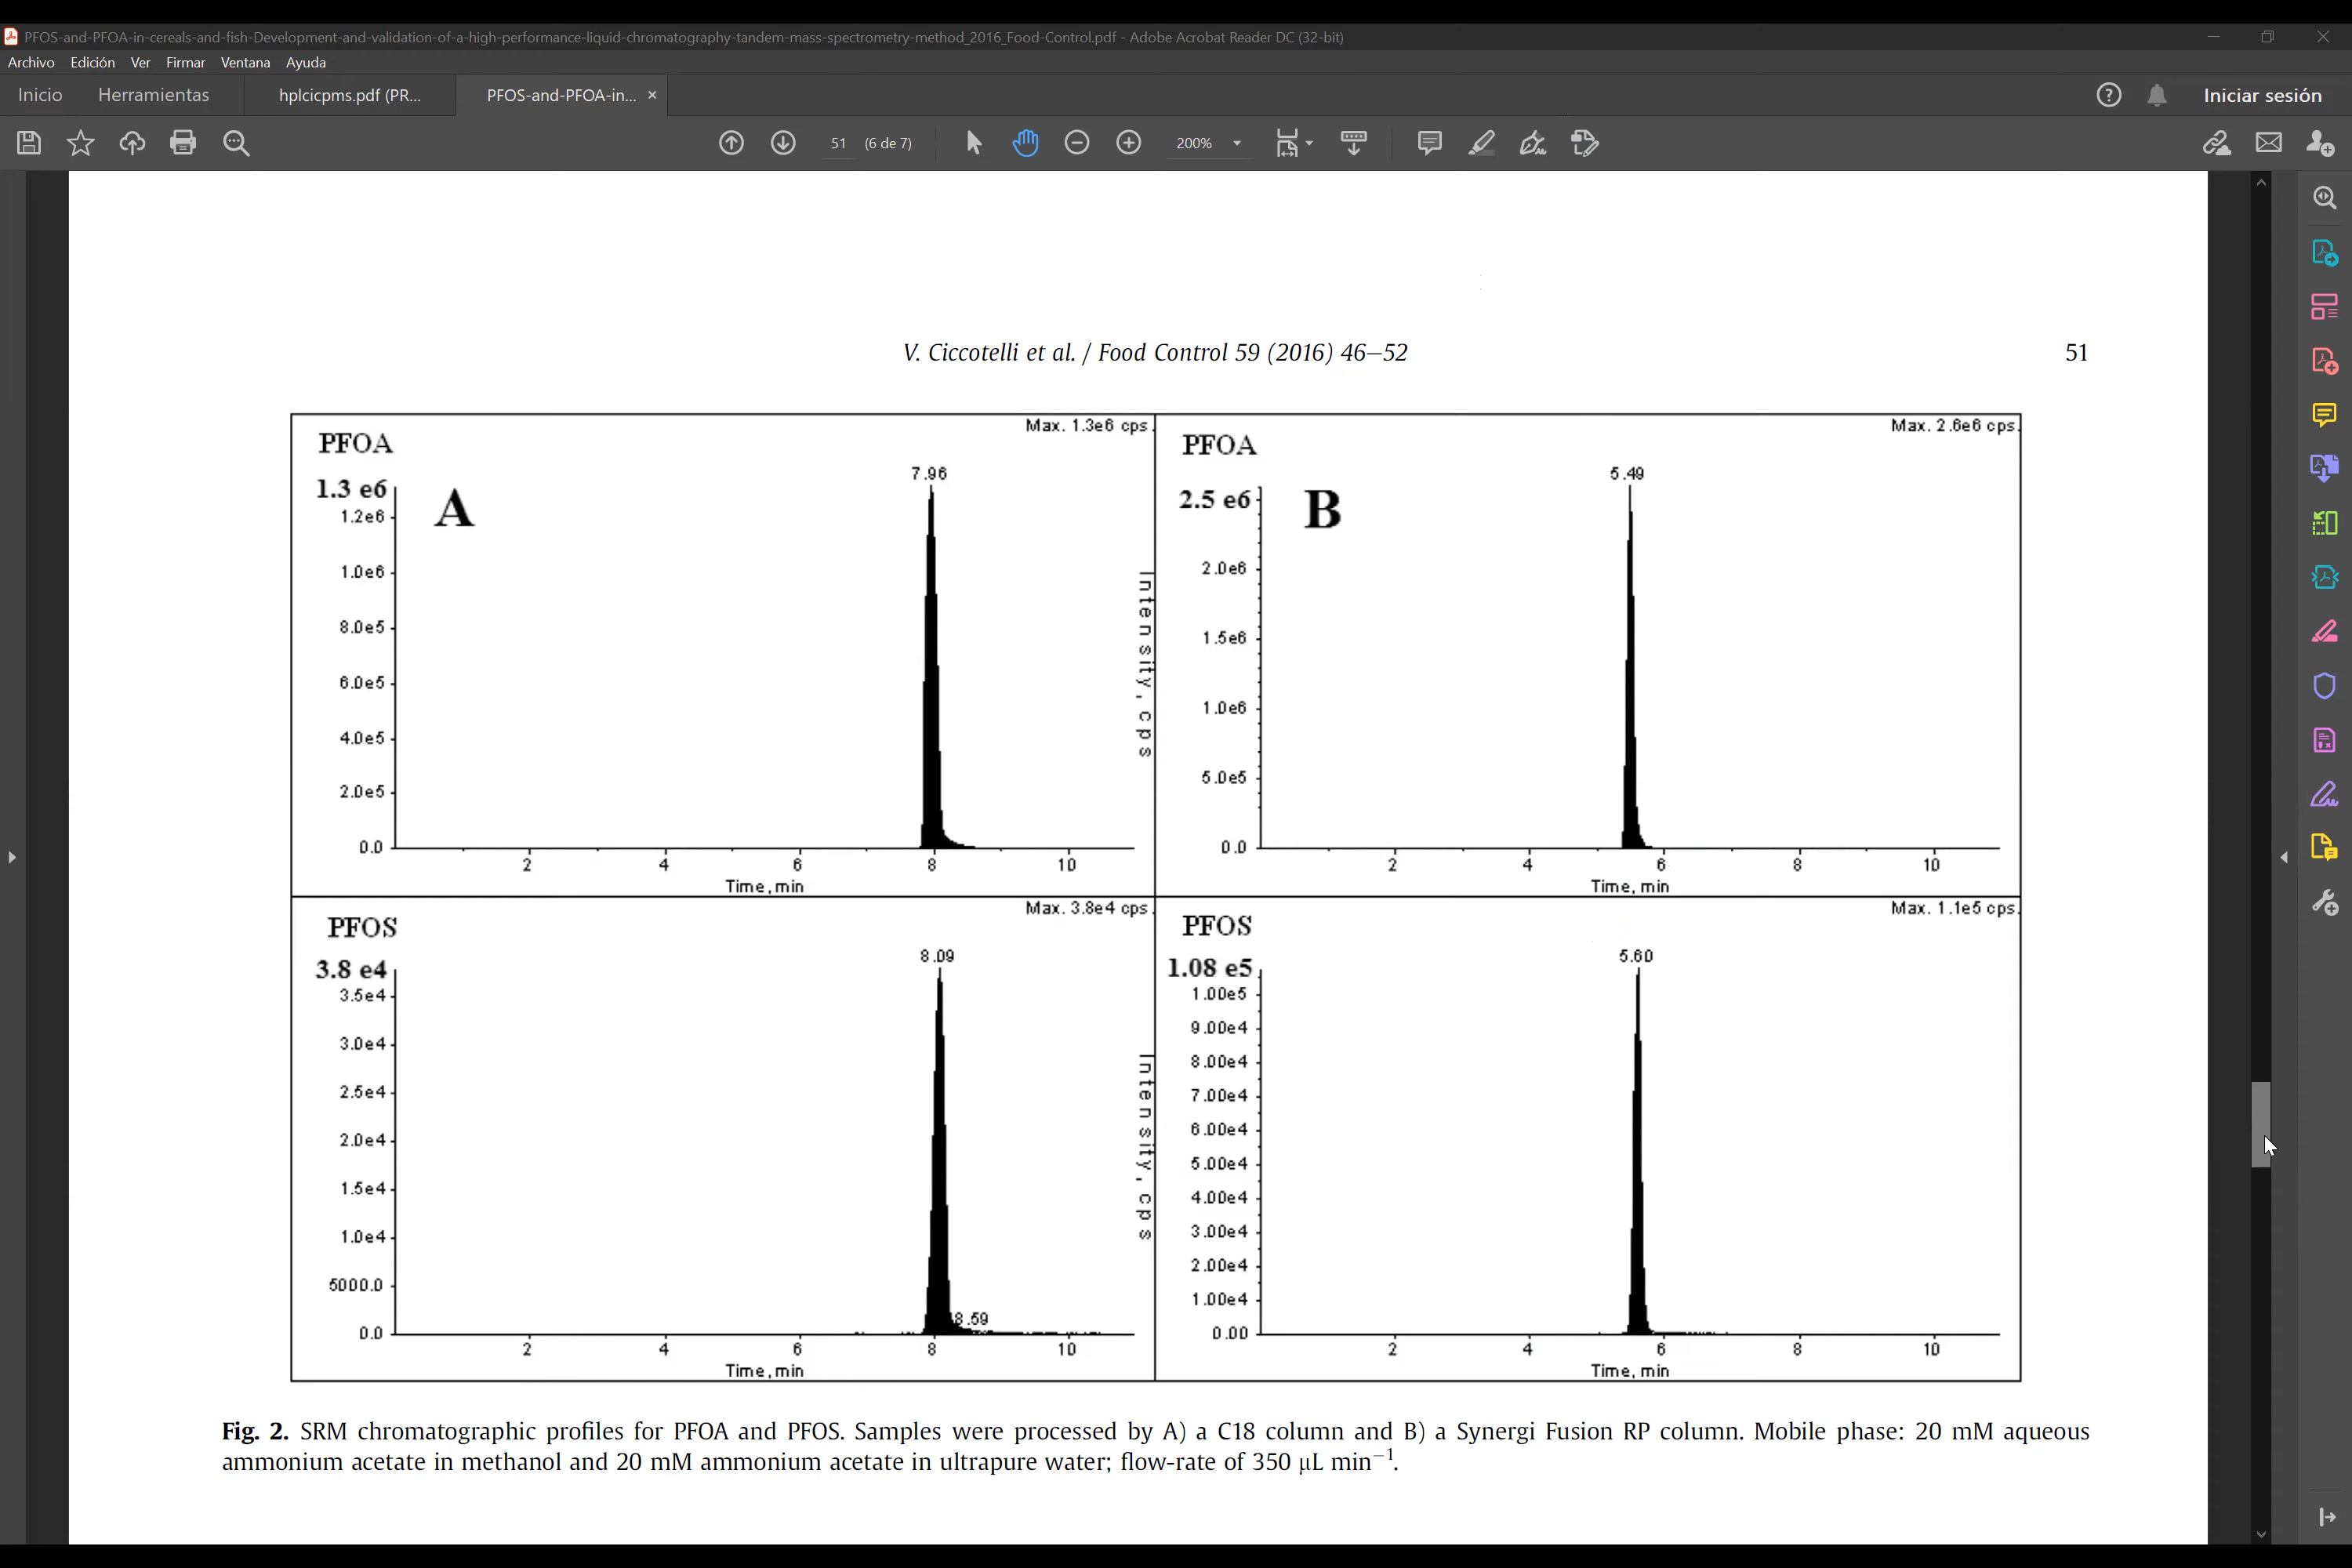 PFOS-and-PFOA-in-cereals-and-fish-Development-and-validation-of-a-high-performance-liquid-chromatography-tandem-mass-spectrometry-method_2016_Food-Control.pdf - Adobe Acrobat Reader DC (32-bit)
Archivo Edición Ver Firmar Ventana Ayuda
Inicio Herramientas hplcicpms.pdf (PR... PFOS-and-PFOA-in... × Iniciar sesión
51 (6 de 7) 200%
V. Ciccotelli et al. / Food Control 59 (2016) 46–52 51
PFOA
Max. 1.3e6 cps.
7.96
1.3 e6
A
1.2e6
1.0e6
8.0e5
6.0e5
4.0e5
2.0e5
0.0
2 4 6 8 10
Time, min
Intensity, cps
PFOA
Max. 2.6e6 cps.
5.49
2.5 e6
B
2.0e6
1.5e6
1.0e6
5.0e5
0.0
2 4 6 8 10
Time, min
PFOS
Max. 3.8e4 cps.
8.09
3.8 e4
3.5e4
3.0e4
2.5e4
2.0e4
1.5e4
1.0e4
5000.0
8.59
0.0
2 4 6 8 10
Time, min
Intensity, cps
PFOS
Max. 1.1e5 cps.
5.60
1.08 e5
1.00e5
9.00e4
8.00e4
7.00e4
6.00e4
5.00e4
4.00e4
3.00e4
2.00e4
1.00e4
0.00
2 4 6 8 10
Time, min
Fig. 2. SRM chromatographic profiles for PFOA and PFOS. Samples were processed by A) a C18 column and B) a Synergi Fusion RP column. Mobile phase: 20 mM aqueous
ammonium acetate in methanol and 20 mM ammonium acetate in ultrapure water; flow-rate of 350 μL min⁻¹.